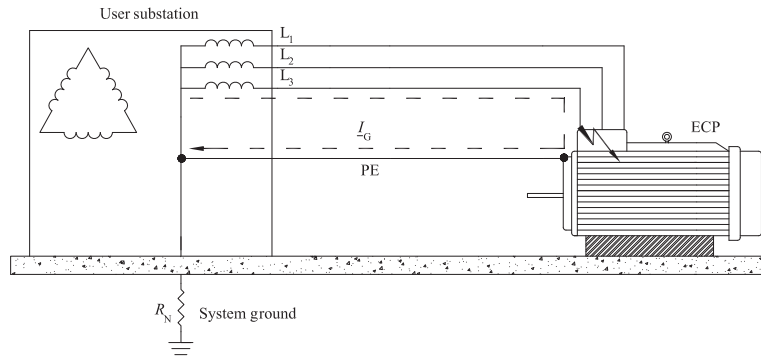 User substation
L1
L2
L3
IG
ECP
PE
RN
System ground